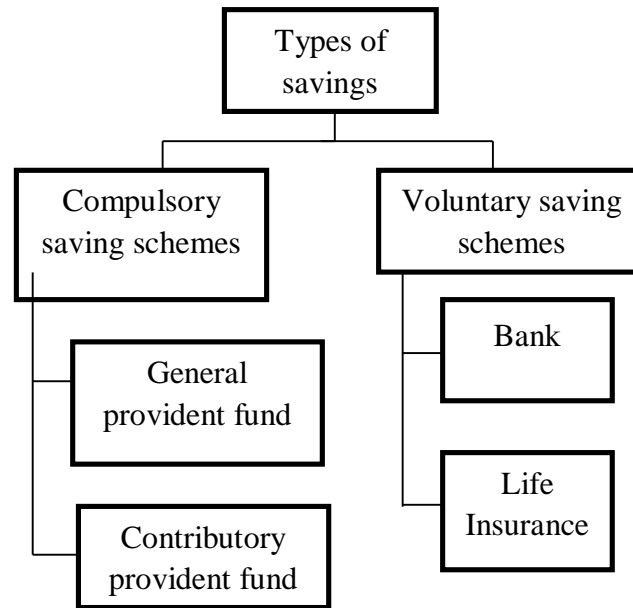 Types of
savings
Compulsory
saving schemes
Voluntary saving
schemes
General
provident fund
Contributory
provident fund
Bank
Life
Insurance